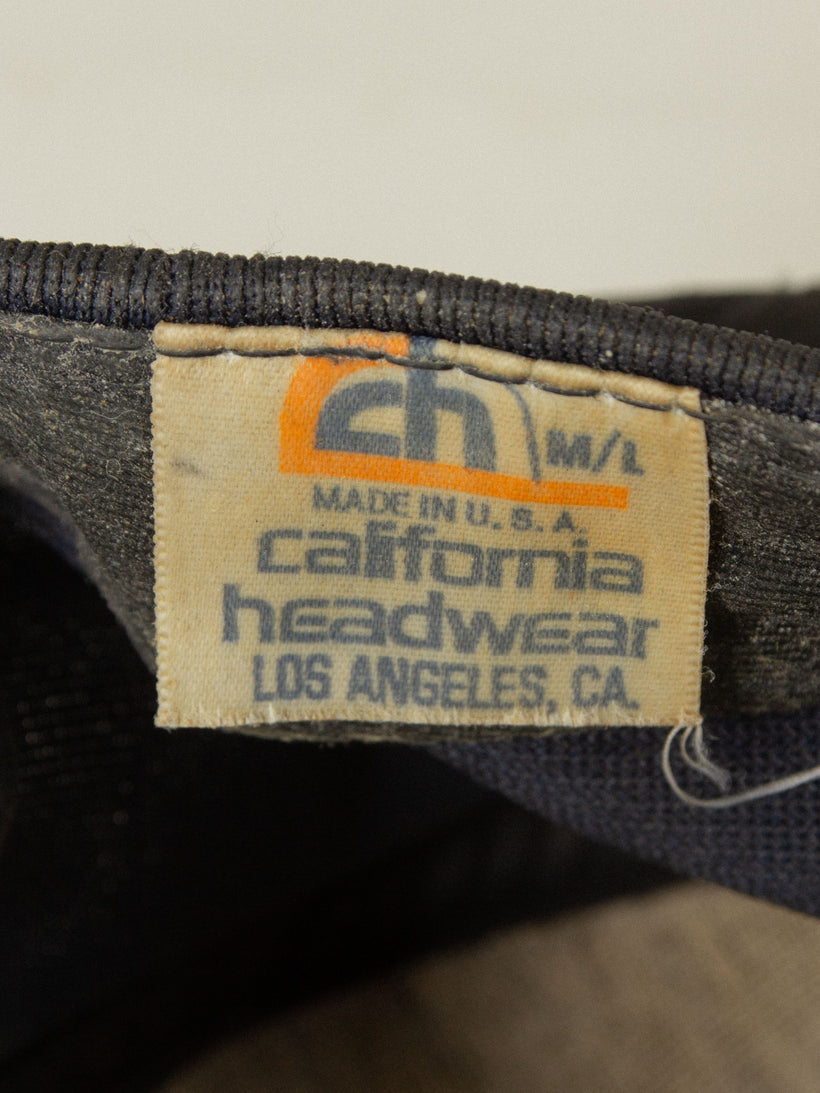 ch M/L
MADE IN U.S.A.
california
headwear
LOS ANGELES, CA.